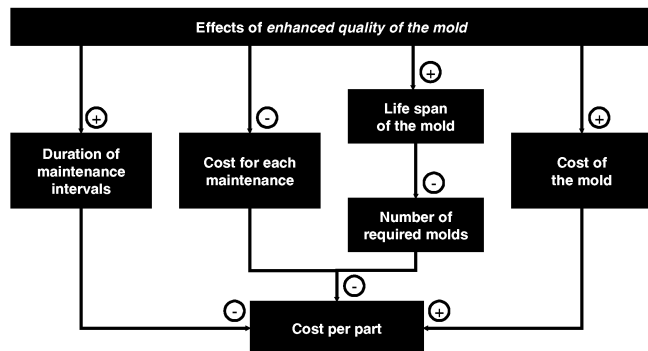 Effects of enhanced quality of the mold
+
-
+
+
Life span
of the mold
Duration of
maintenance
intervals
Cost for each
maintenance
Cost of
the mold
-
Number of
required molds
-
-
+
Cost per part